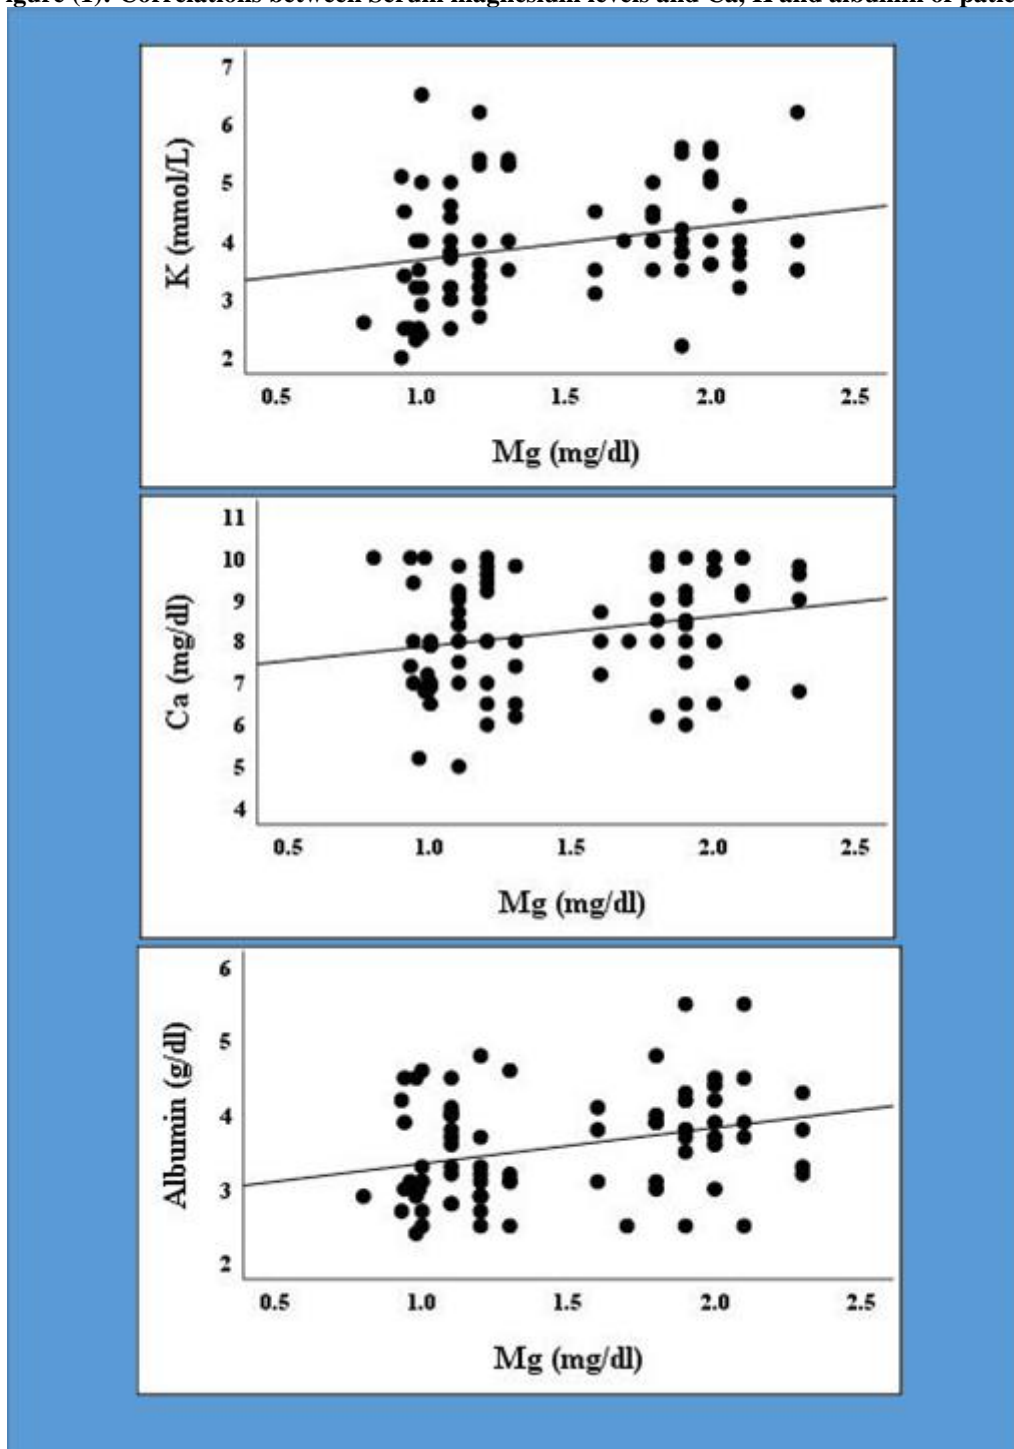 igure (1): Correlations between Serum magnesium levels and Ca, K and albumin of patie
7
6
5
4
3
2
K (mmol/L)
0.5 1.0 1.5 2.0 2.5
Mg (mg/dl)
11
10
9
8
7
6
5
4
Ca (mg/dl)
0.5 1.0 1.5 2.0 2.5
Mg (mg/dl)
6
5
4
3
2
Albumin (g/dl)
0.5 1.0 1.5 2.0 2.5
Mg (mg/dl)